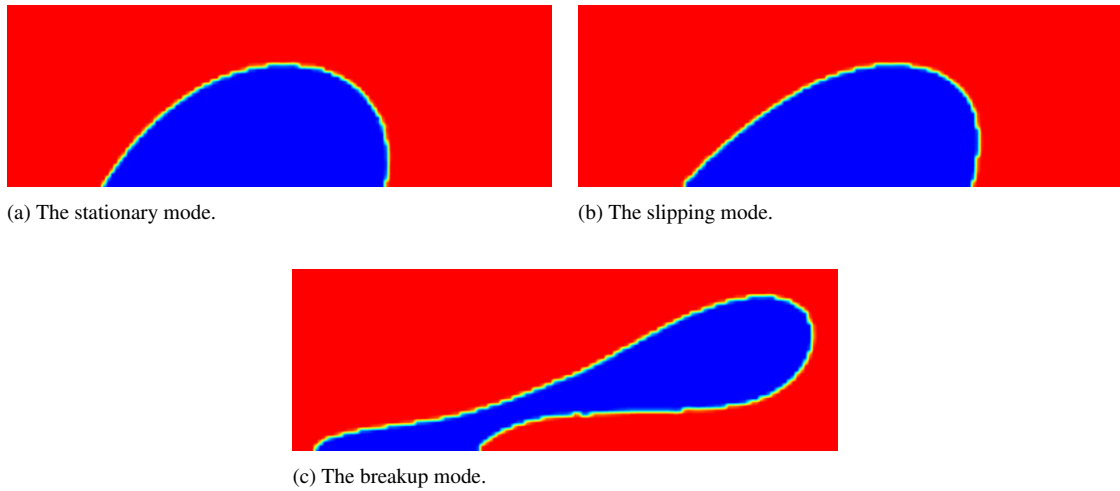 (a) The stationary mode.
(b) The slipping mode.
(c) The breakup mode.